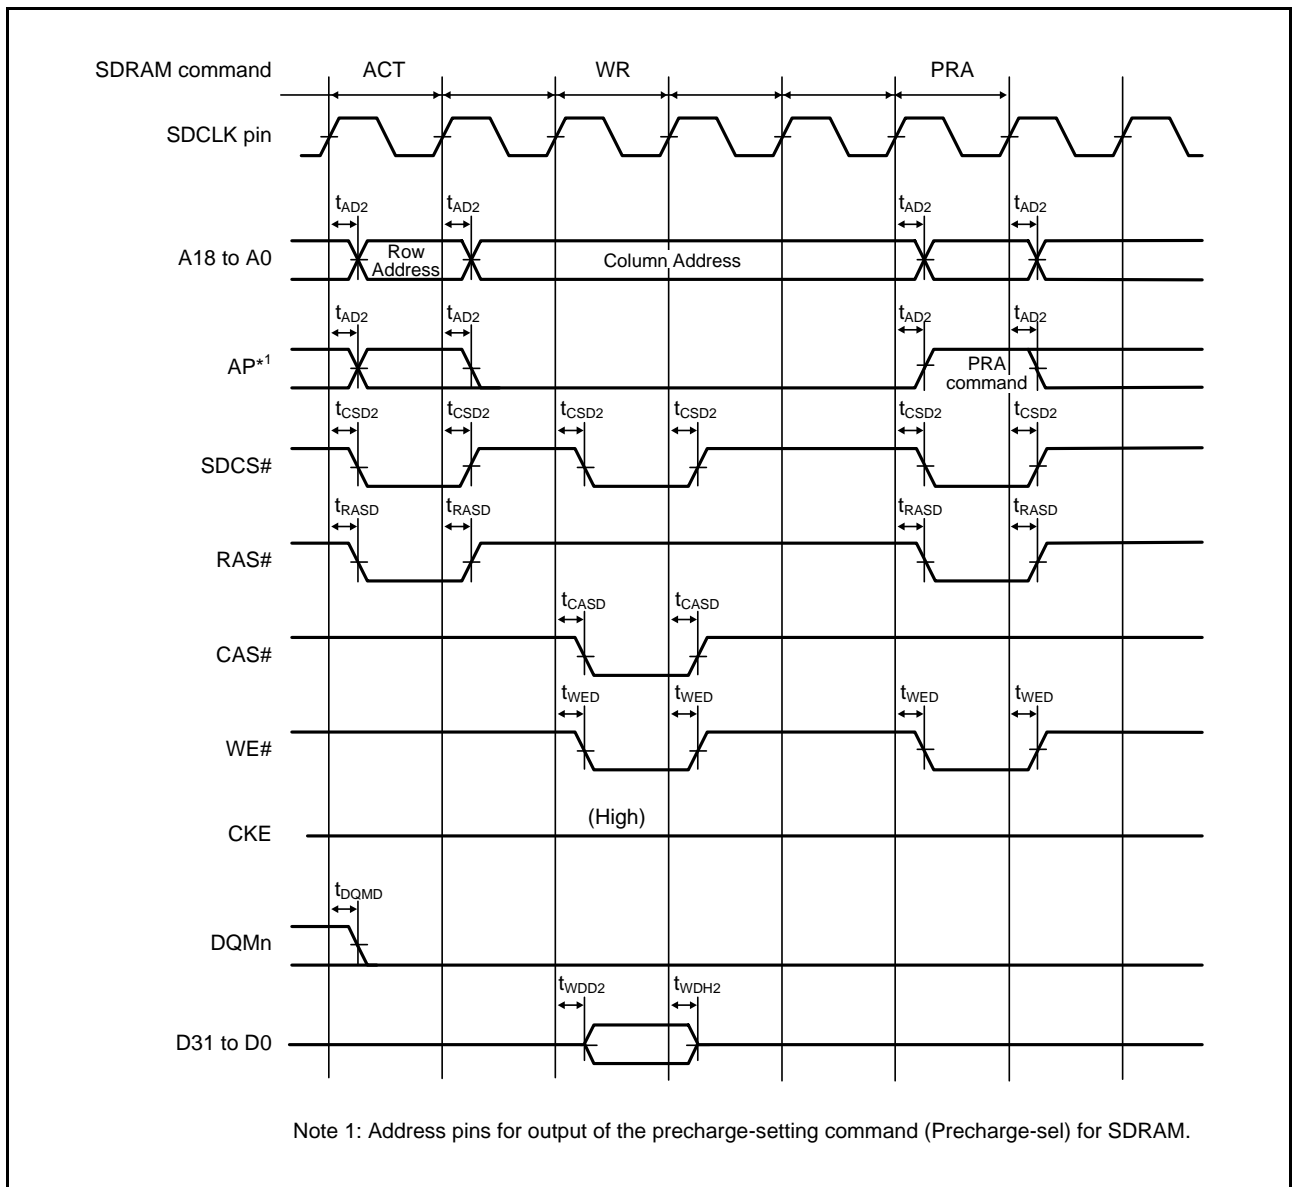 SDRAM command ACT WR PRA
SDCLK pin
tAD2 tAD2 tAD2 tAD2
A18 to A0 Row Address Column Address
tAD2 tAD2 tAD2 tAD2
AP*1 PRA command
tCSD2 tCSD2 tCSD2 tCSD2 tCSD2 tCSD2
SDCS#
tRASD tRASD tRASD tRASD
RAS#
tCASD tCASD
CAS#
tWED tWED tWED tWED
WE#
(High)
CKE
tDQMD
DQMn
tWDD2 tWDH2
D31 to D0
Note 1: Address pins for output of the precharge-setting command (Precharge-sel) for SDRAM.